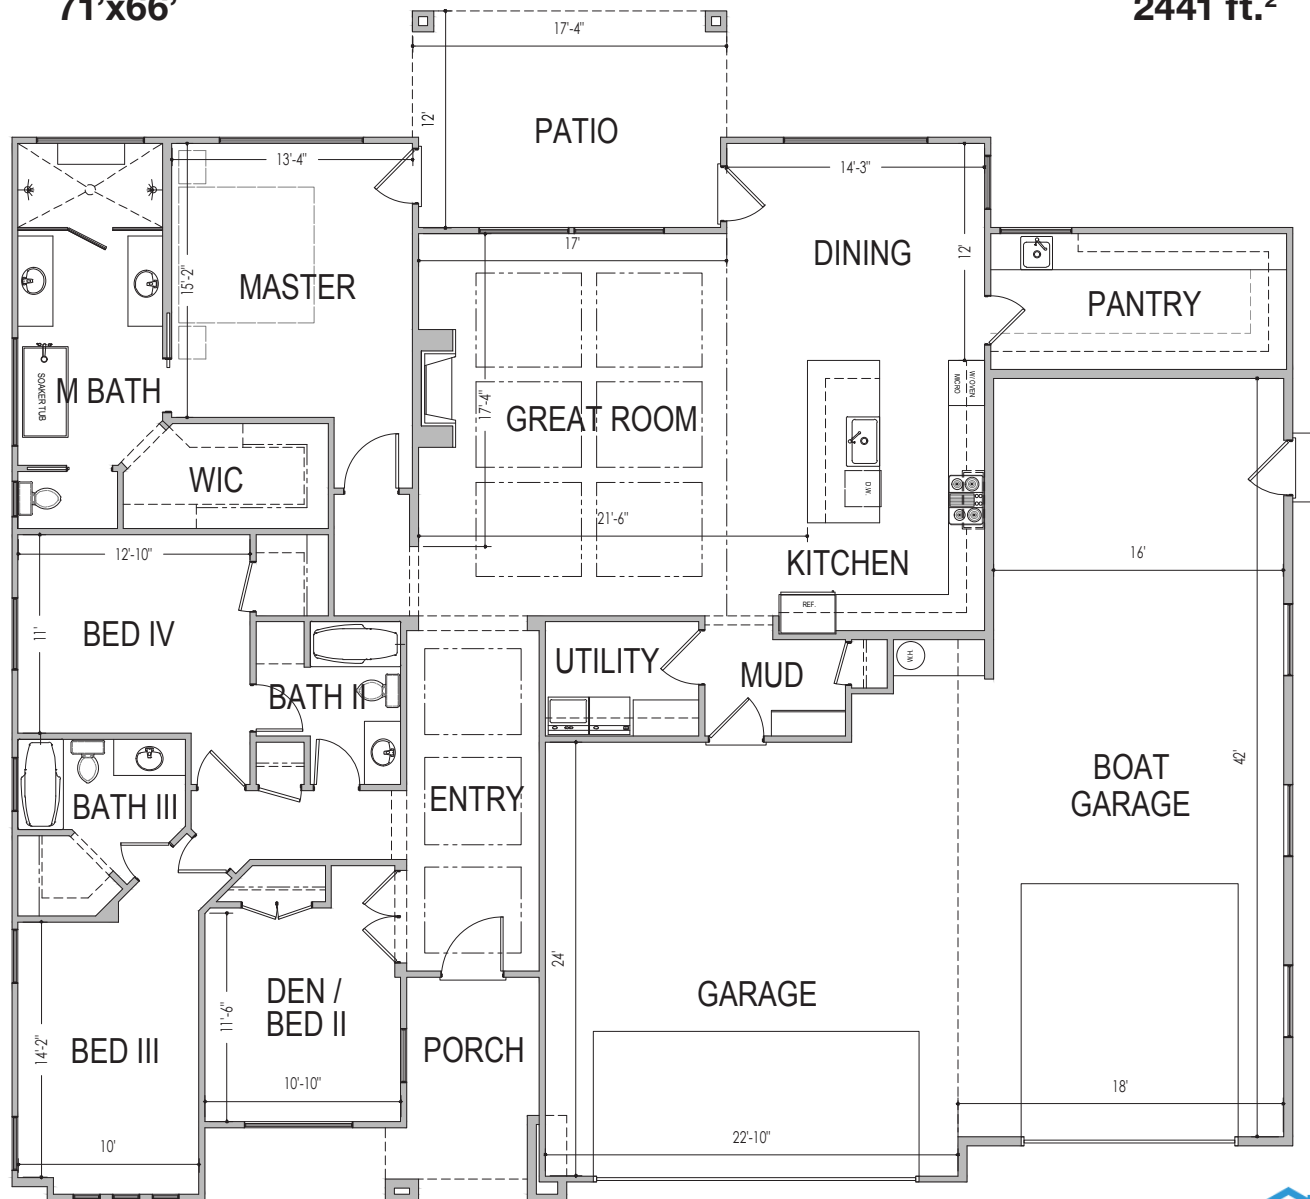 71'x66'
2441 ft.²
17'-4"
12'
PATIO
13'-4"
14'-3"
17'
DINING
12'
15'-2"
MASTER
PANTRY
SOAKER TUB
M BATH
17'-4"
GREAT ROOM
W/OVEN
MICRO
D.W.
WIC
21'-6"
12'-10"
16'
KITCHEN
REF.
11'
BED IV
UTILITY
W.H.
MUD
BATH II
42'
BOAT
GARAGE
BATH III
ENTRY
24'
DEN /
BED II
11'-6"
GARAGE
14'-2"
BED III
PORCH
10'-10"
18'
22'-10"
10'